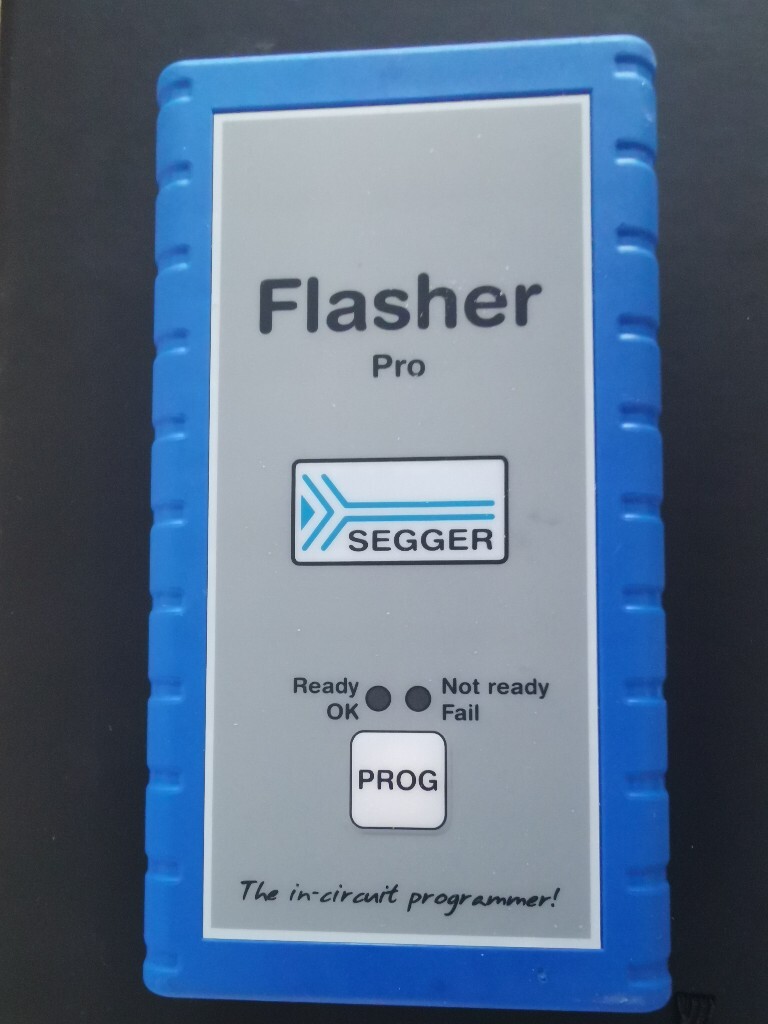 Flasher
Pro
SEGGER
Ready Not ready
OK Fail
PROG
The in-circuit programmer!